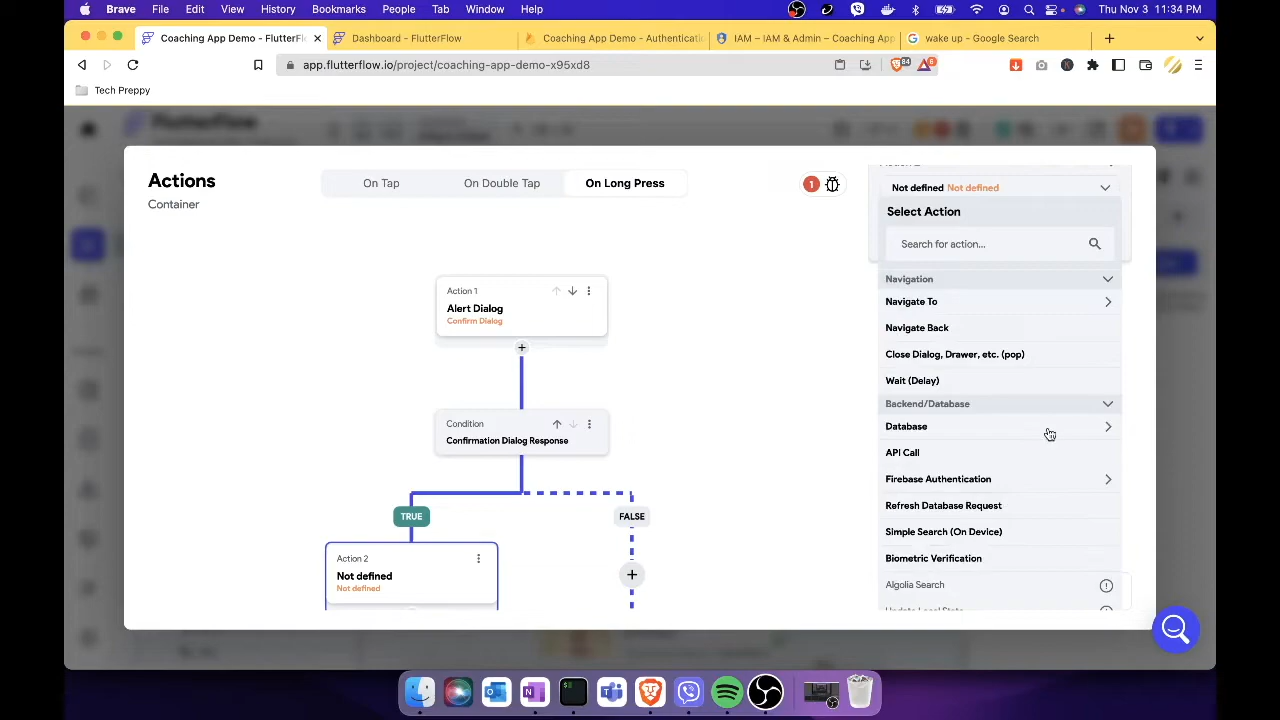 Brave File Edit View History Bookmarks People Tab Window Help Thu Nov 3 11:34 PM
Coaching App Demo - FlutterFl
Dashboard - FlutterFlow
Coaching App Demo - Authenticati
IAM – IAM & Admin – Coaching App
wake up - Google Search
app.flutterflow.io/project/coaching-app-demo-x95xd8
84
6
Tech Preppy
FlutterFlow
Actions
Container
On Tap
On Double Tap
On Long Press
1
Not defined Not defined
Select Action
Search for action...
Navigation
Navigate To
Navigate Back
Close Dialog, Drawer, etc. (pop)
Wait (Delay)
Backend/Database
Database
API Call
Firebase Authentication
Refresh Database Request
Simple Search (On Device)
Biometric Verification
Algolia Search
Update Local State
Action 1
Alert Dialog
Confirm Dialog
Condition
Confirmation Dialog Response
TRUE
FALSE
Action 2
Not defined
Not defined